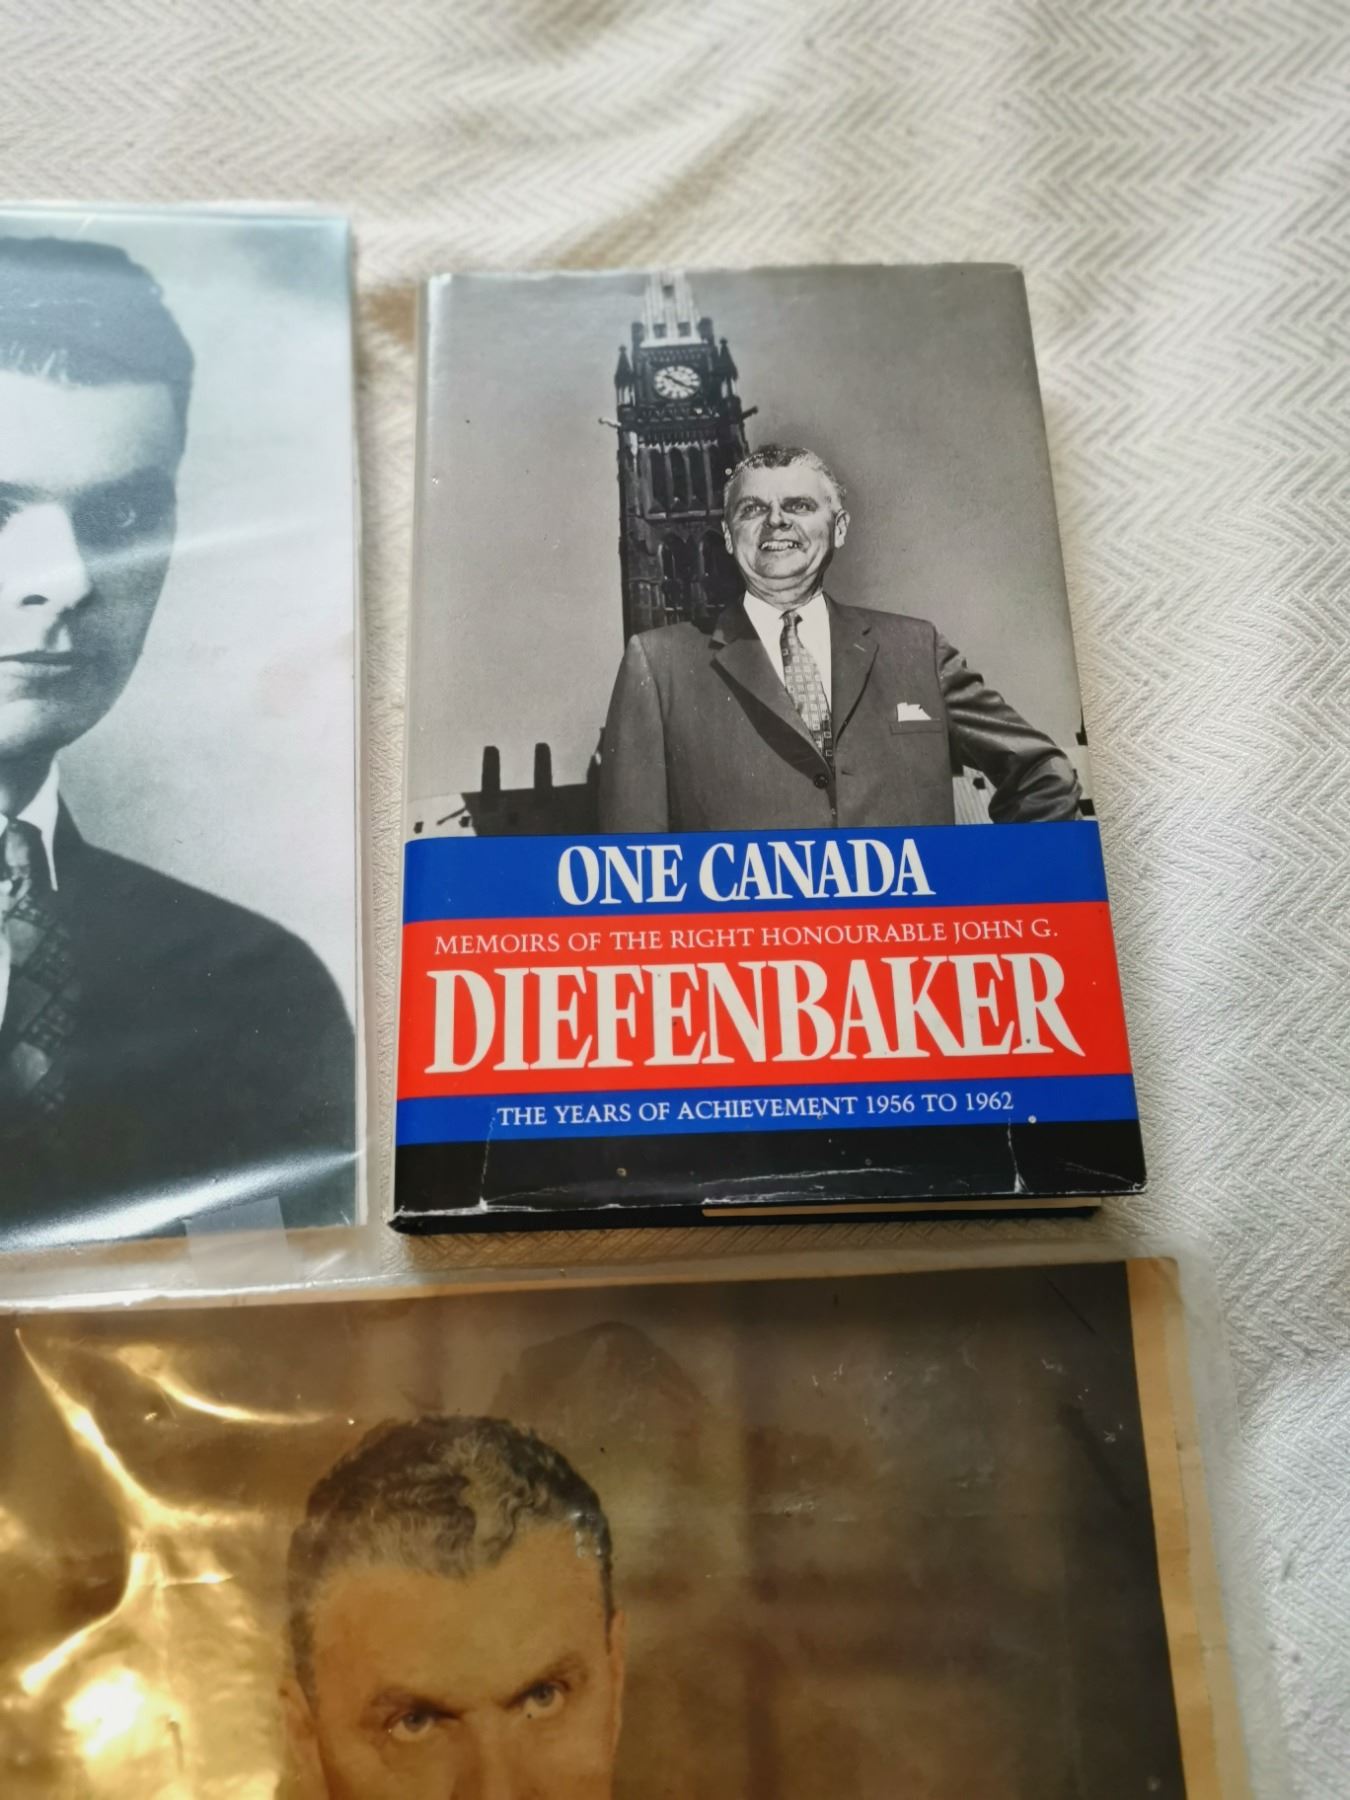 ONE CANADA
MEMOIRS OF THE RIGHT HONOURABLE JOHN G.
DIEFENBAKER
THE YEARS OF ACHIEVEMENT 1956 TO 1962